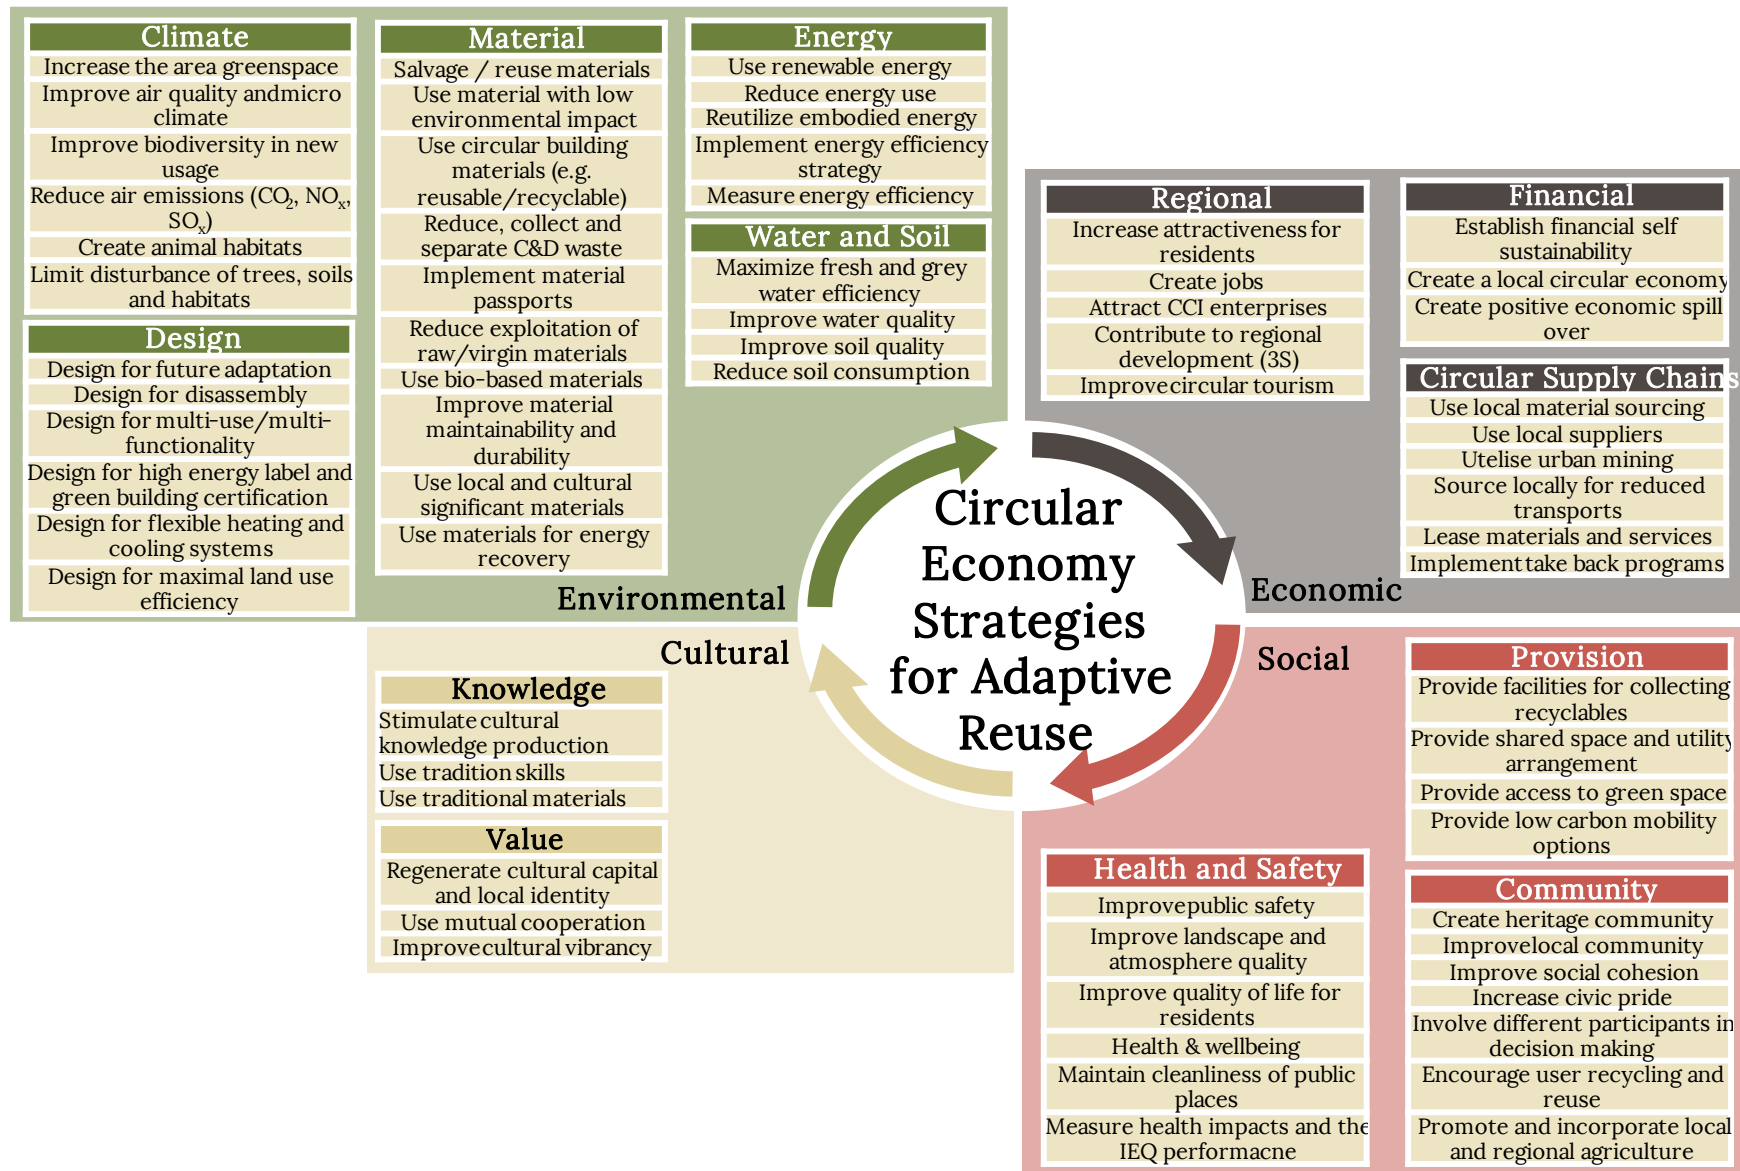 Climate
Increase the area greenspace
Improve air quality andmicro
climate
Improve biodiversity in new
usage
Reduce air emissions (CO₂, NOₓ,
SOₓ)
Create animal habitats
Limit disturbance of trees, soils
and habitats
Design
Design for future adaptation
Design for disassembly
Design for multi-use/multi-
functionality
Design for high energy label and
green building certification
Design for flexible heating and
cooling systems
Design for maximal land use
efficiency
Material
Salvage / reuse materials
Use material with low
environmental impact
Use circular building
materials (e.g.
reusable/recyclable)
Reduce, collect and
separate C&D waste
Implement material
passports
Reduce exploitation of
raw/virgin materials
Use bio-based materials
Improve material
maintainability and
durability
Use local and cultural
significant materials
Use materials for energy
recovery
Energy
Use renewable energy
Reduce energy use
Reutilize embodied energy
Implement energy efficiency
strategy
Measure energy efficiency
Water and Soil
Maximize fresh and grey
water efficiency
Improve water quality
Improve soil quality
Reduce soil consumption
Environmental
Regional
Increase attractiveness for
residents
Create jobs
Attract CCI enterprises
Contribute to regional
development (3S)
Improve circular tourism
Financial
Establish financial self
sustainability
Create a local circular economy
Create positive economic spill
over
Circular Supply Chains
Use local material sourcing
Use local suppliers
Utelise urban mining
Source locally for reduced
transports
Lease materials and services
Implement take back programs
Economic
Circular
Economy
Strategies
for Adaptive
Reuse
Cultural
Knowledge
Stimulate cultural
knowledge production
Use tradition skills
Use traditional materials
Value
Regenerate cultural capital
and local identity
Use mutual cooperation
Improve cultural vibrancy
Social
Health and Safety
Improvepublic safety
Improve landscape and
atmosphere quality
Improve quality of life for
residents
Health & wellbeing
Maintain cleanliness of public
places
Measure health impacts and the
IEQ performacne
Provision
Provide facilities for collecting
recyclables
Provide shared space and utility
arrangement
Provide access to green space
Provide low carbon mobility
options
Community
Create heritage community
Improvelocal community
Improve social cohesion
Increase civic pride
Involve different participants in
decision making
Encourage user recycling and
reuse
Promote and incorporate local
and regional agriculture